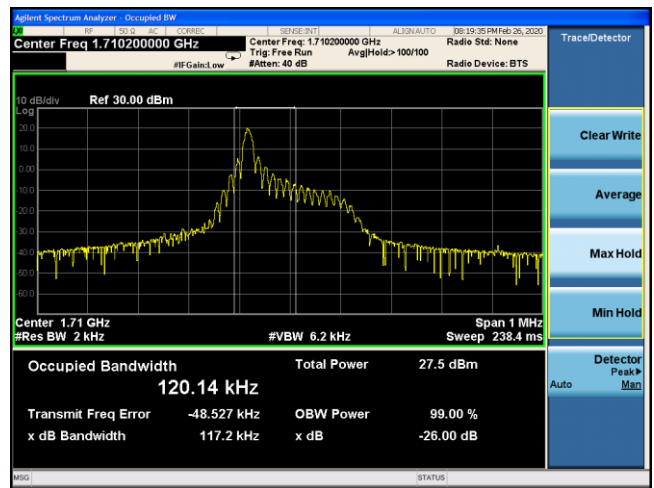 Agilent Spectrum Analyzer - Occupied BW
RF 50 Ω AC CORREC SENSE:INT ALIGNAUTO 08:19:35 PM Feb 26, 2020
Center Freq 1.710200000 GHz
Center Freq: 1.710200000 GHz
Radio Std: None
Trace/Detector
Trig: Free Run Avg|Hold:> 100/100
#IFGain:Low #Atten: 40 dB Radio Device: BTS
10 dB/div Ref 30.00 dBm
Log
20.0
10.0
0.00
-10.0
-20.0
-30.0
-40.0
-50.0
-60.0
Clear Write
Average
Max Hold
Min Hold
Center 1.71 GHz Span 1 MHz
#Res BW 2 kHz #VBW 6.2 kHz Sweep 238.4 ms
Occupied Bandwidth Total Power 27.5 dBm
120.14 kHz
Transmit Freq Error -48.527 kHz OBW Power 99.00 %
x dB Bandwidth 117.2 kHz x dB -26.00 dB
Detector
Peak▶
Auto Man
MSG STATUS